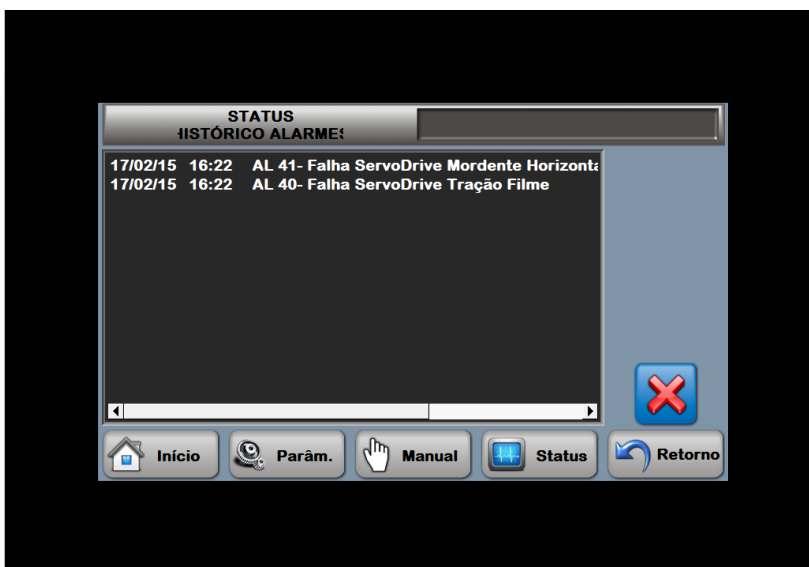 STATUS
HISTÓRICO ALARMES
17/02/15 16:22 AL 41- Falha ServoDrive Mordente Horizonta
17/02/15 16:22 AL 40- Falha ServoDrive Tração Filme
Início
Parâm.
Manual
Status
Retorno